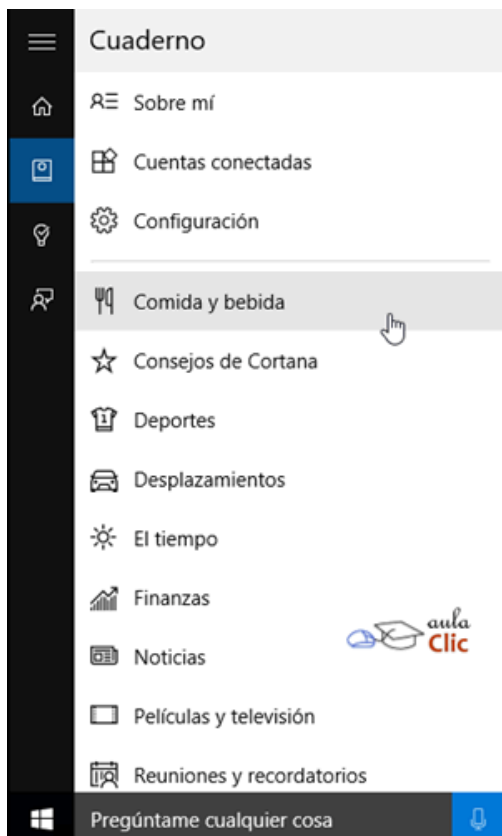 Cuaderno
Sobre mí
Cuentas conectadas
Configuración
Comida y bebida
Consejos de Cortana
Deportes
Desplazamientos
El tiempo
Finanzas
aula
Clic
Noticias
Películas y televisión
Reuniones y recordatorios
Pregúntame cualquier cosa